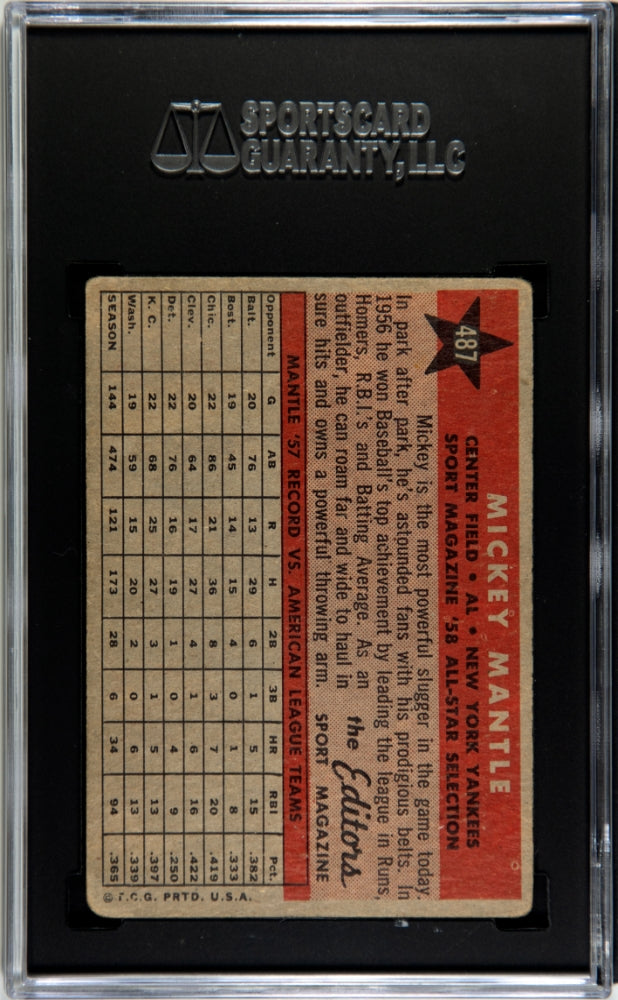 SPORTSCARD
GUARANTY, LLC
487
MICKEY MANTLE
CENTER FIELD • AL • NEW YORK YANKEES
SPORT MAGAZINE '58 ALL-STAR SELECTION
Mickey is the most powerful slugger in the game today.
In park after park, he's astounded fans with his prodigious belts. In
1956 he won Baseball's top achievement by leading the league in Runs,
Homers, R.B.I.'s and Batting Average. As an
outfielder, he can roam far and wide to haul in
sure hits and owns a powerful throwing arm.
the Editors
SPORT MAGAZINE
MANTLE '57 RECORD VS. AMERICAN LEAGUE TEAMS
Opponent G AB R H 2B 3B HR RBI Pct.
Balt. 20 76 13 29 6 1 5 15 .382
Bost. 19 45 14 15 4 0 1 8 .333
Chic. 22 86 21 36 8 3 7 20 .419
Clev. 20 64 17 27 4 1 6 16 .422
Det. 22 76 16 19 1 0 4 9 .250
K. C. 22 68 25 27 3 1 5 13 .397
Wash. 19 59 15 20 2 0 6 13 .339
SEASON 144 474 121 173 28 6 34 94 .365
© T.C.G. PRTD. U.S.A.